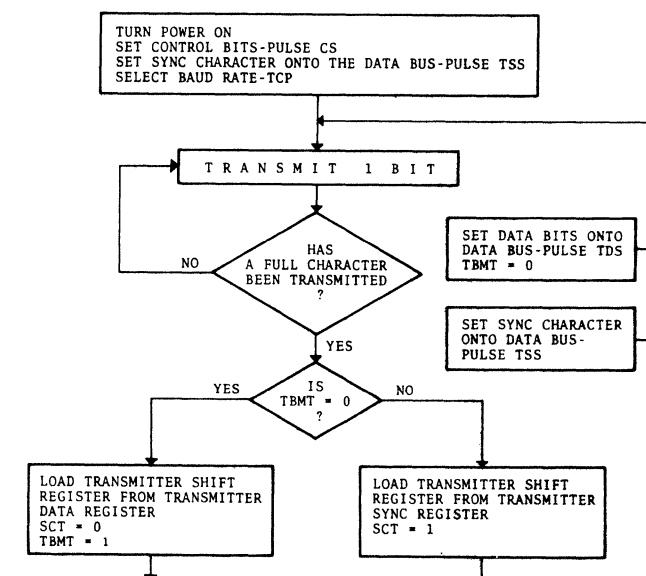 TURN POWER ON
SET CONTROL BITS-PULSE CS
SET SYNC CHARACTER ONTO THE DATA BUS-PULSE TSS
SELECT BAUD RATE-TCP
TRANSMIT 1 BIT
HAS
A FULL CHARACTER
BEEN TRANSMITTED
?
NO
YES
SET DATA BITS ONTO
DATA BUS-PULSE TDS
TBMT = 0
SET SYNC CHARACTER
ONTO DATA BUS-
PULSE TSS
IS
TBMT = 0
?
YES
NO
LOAD TRANSMITTER SHIFT
REGISTER FROM TRANSMITTER
DATA REGISTER
SCT = 0
TBMT = 1
LOAD TRANSMITTER SHIFT
REGISTER FROM TRANSMITTER
SYNC REGISTER
SCT = 1